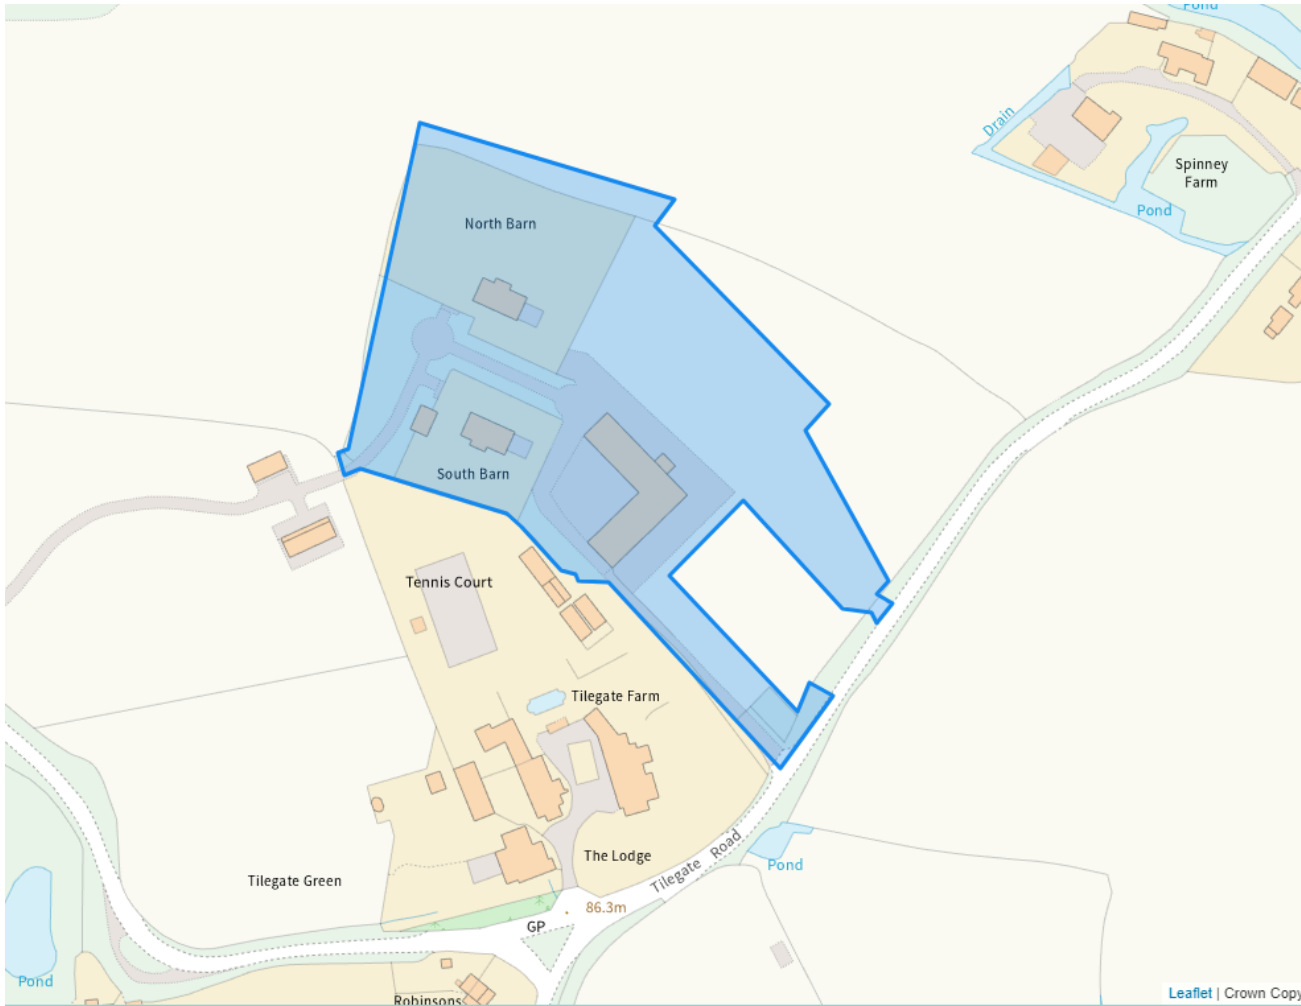 Pond
Drain
Spinney
Farm
Pond
North Barn
South Barn
Tennis Court
Tilegate Farm
The Lodge
Tilegate Road
Pond
Tilegate Green
86.3m
GP
Pond
Robinsons
Leaflet | Crown Copy